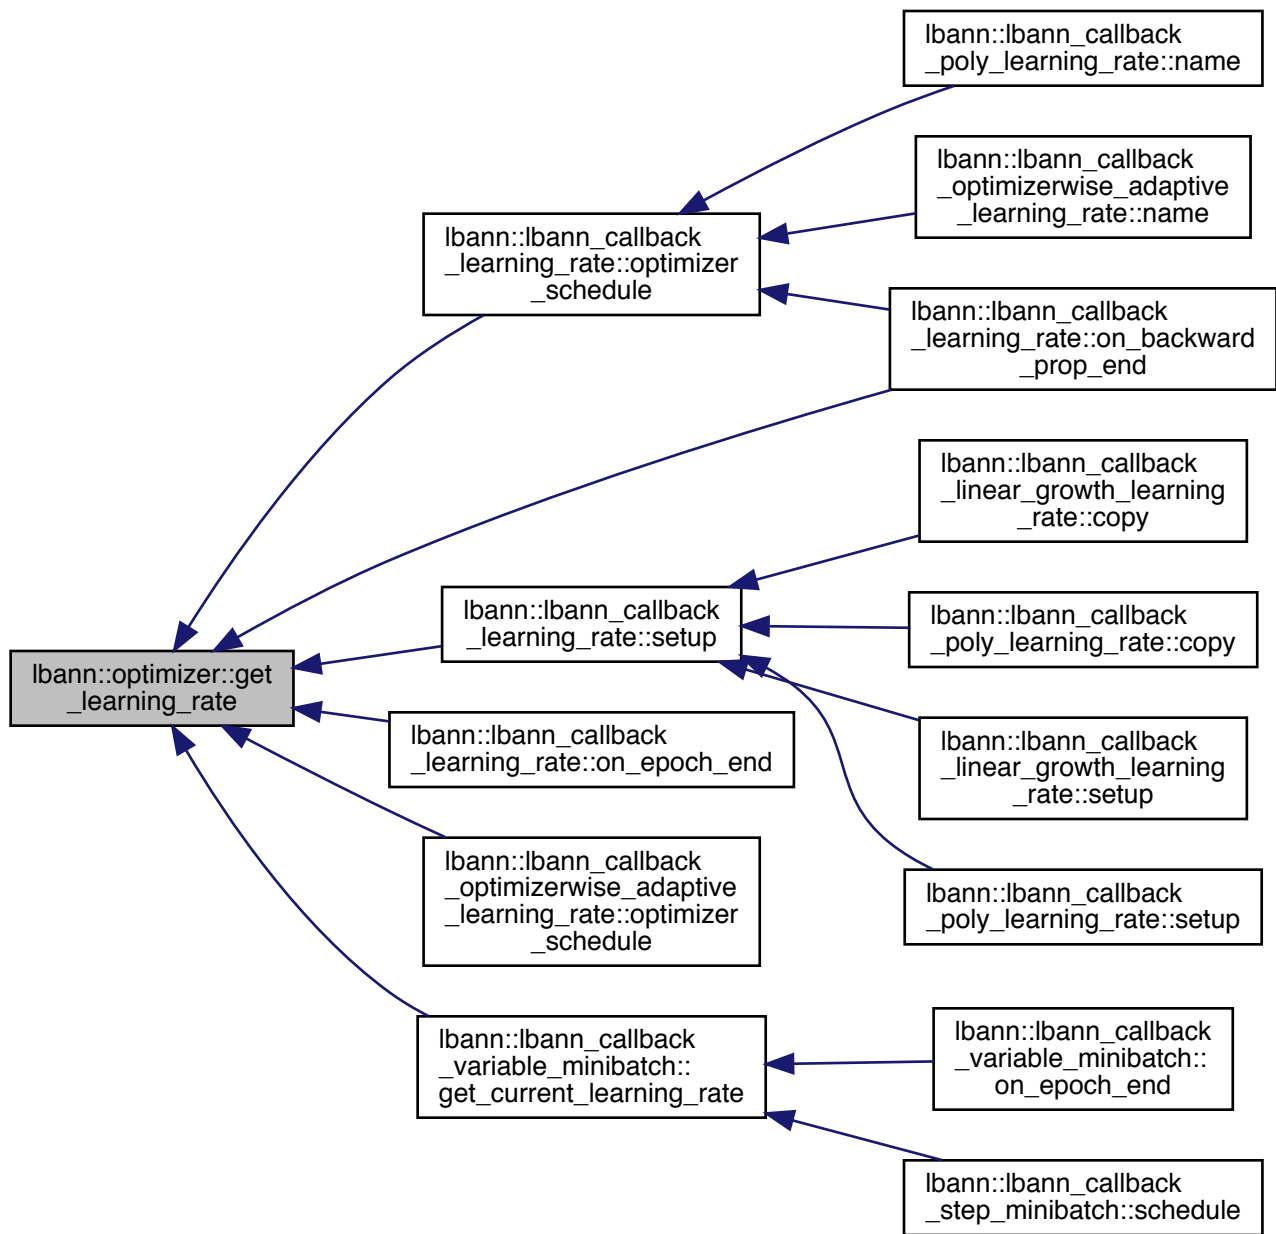 lbann::lbann_callback
_poly_learning_rate::name
lbann::lbann_callback
_optimizerwise_adaptive
_learning_rate::name
lbann::lbann_callback
_learning_rate::optimizer
_schedule
lbann::lbann_callback
_learning_rate::on_backward
_prop_end
lbann::lbann_callback
_linear_growth_learning
_rate::copy
lbann::lbann_callback
_learning_rate::setup
lbann::lbann_callback
_poly_learning_rate::copy
lbann::optimizer::get
_learning_rate
lbann::lbann_callback
_learning_rate::on_epoch_end
lbann::lbann_callback
_linear_growth_learning
_rate::setup
lbann::lbann_callback
_optimizerwise_adaptive
_learning_rate::optimizer
_schedule
lbann::lbann_callback
_poly_learning_rate::setup
lbann::lbann_callback
_variable_minibatch::
get_current_learning_rate
lbann::lbann_callback
_variable_minibatch::
on_epoch_end
lbann::lbann_callback
_step_minibatch::schedule